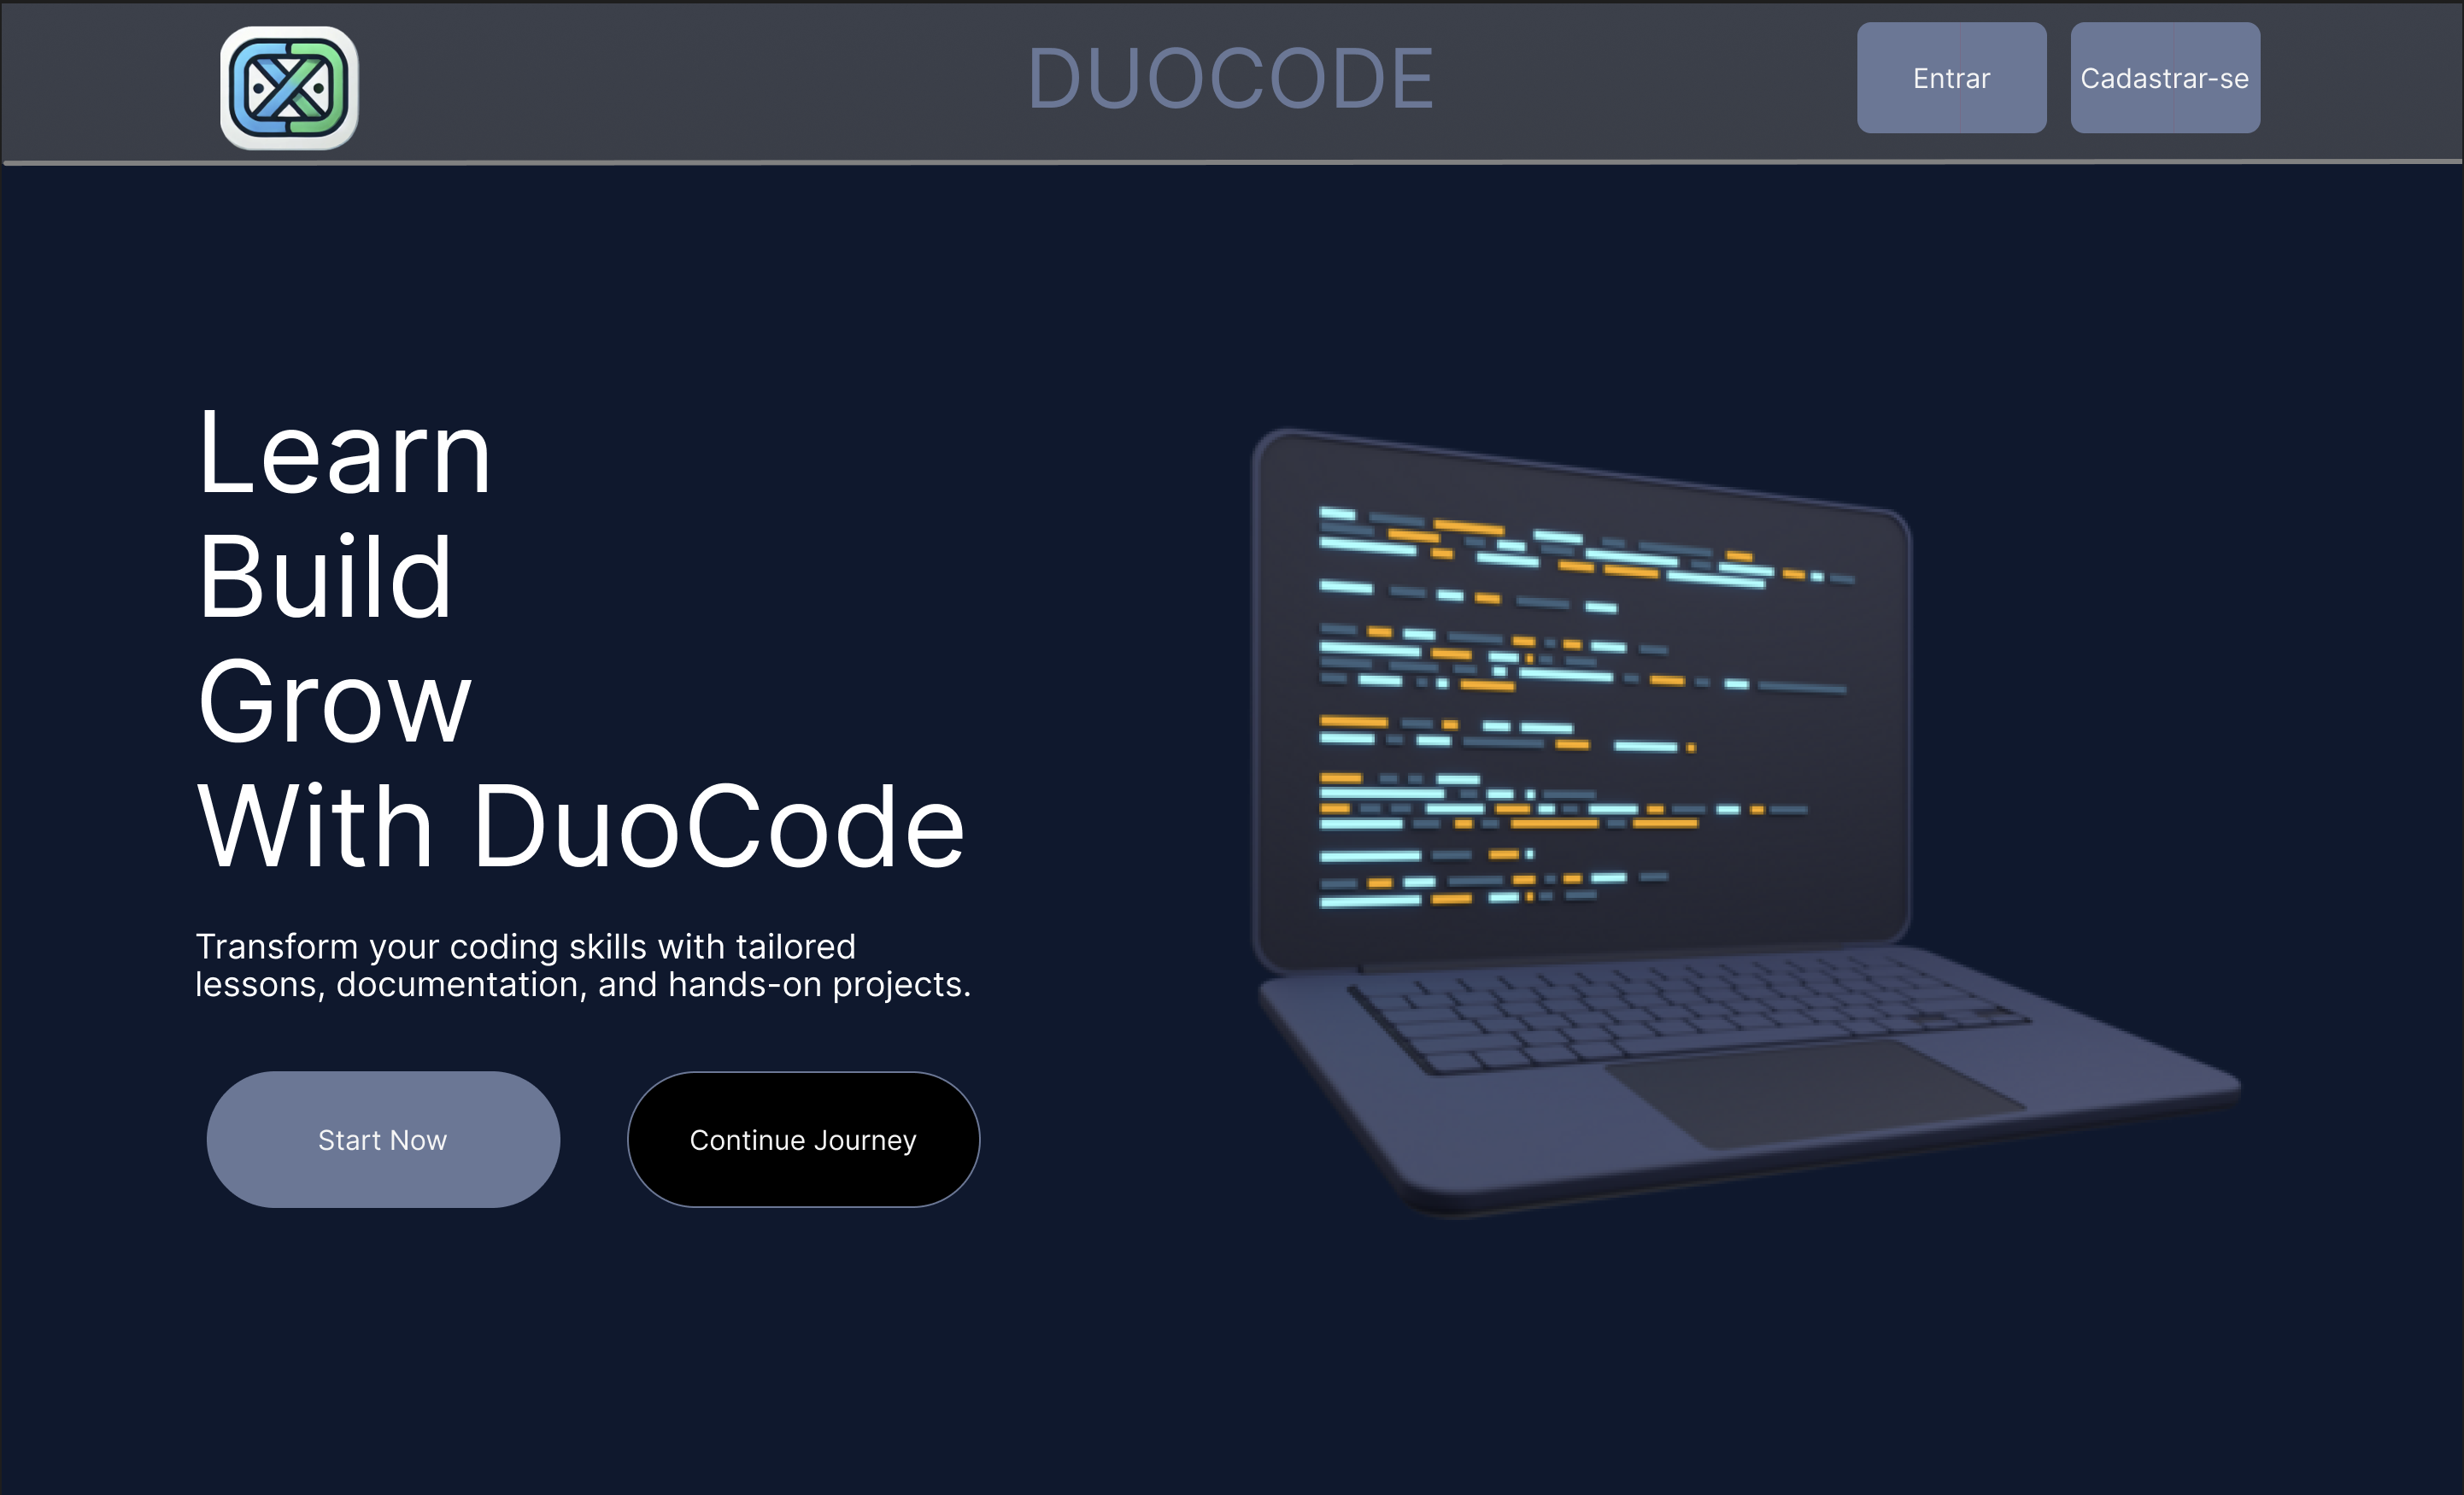 DUOCODE
Entrar
Cadastrar-se
Learn
Build
Grow
With DuoCode
Transform your coding skills with tailored
lessons, documentation, and hands-on projects.
Start Now
Continue Journey